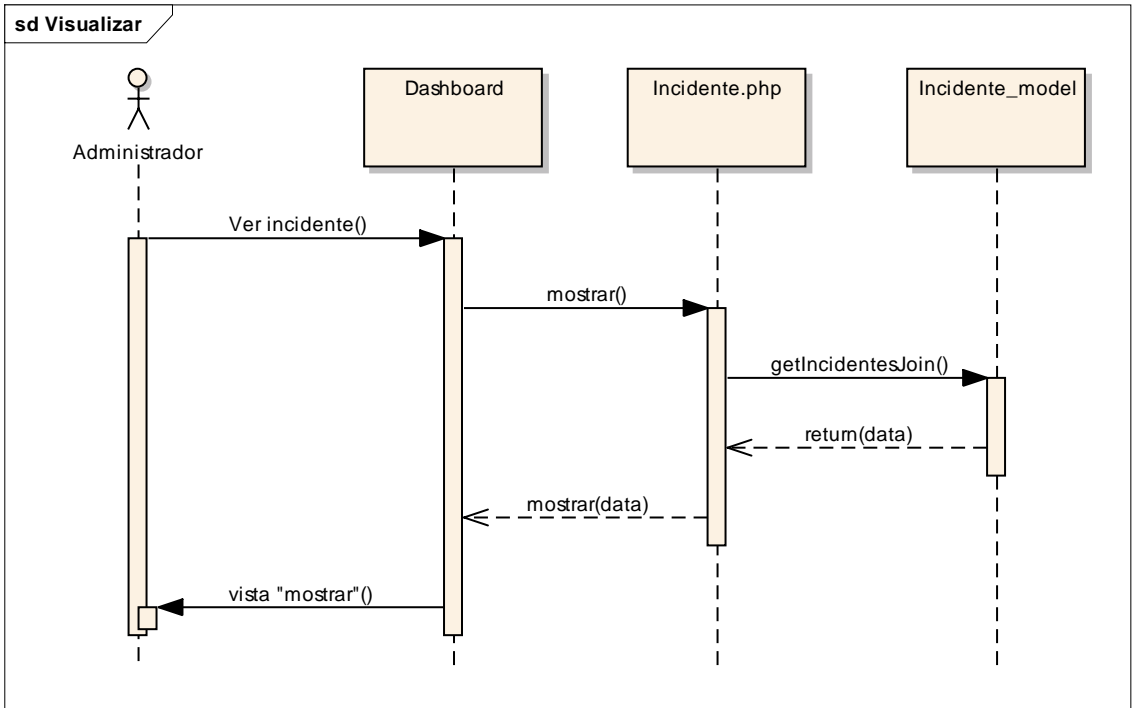 sd Visualizar
Administrador
Dashboard
Incidente.php
Incidente_model
Ver incidente()
mostrar()
getIncidentesJoin()
return(data)
mostrar(data)
vista "mostrar"()